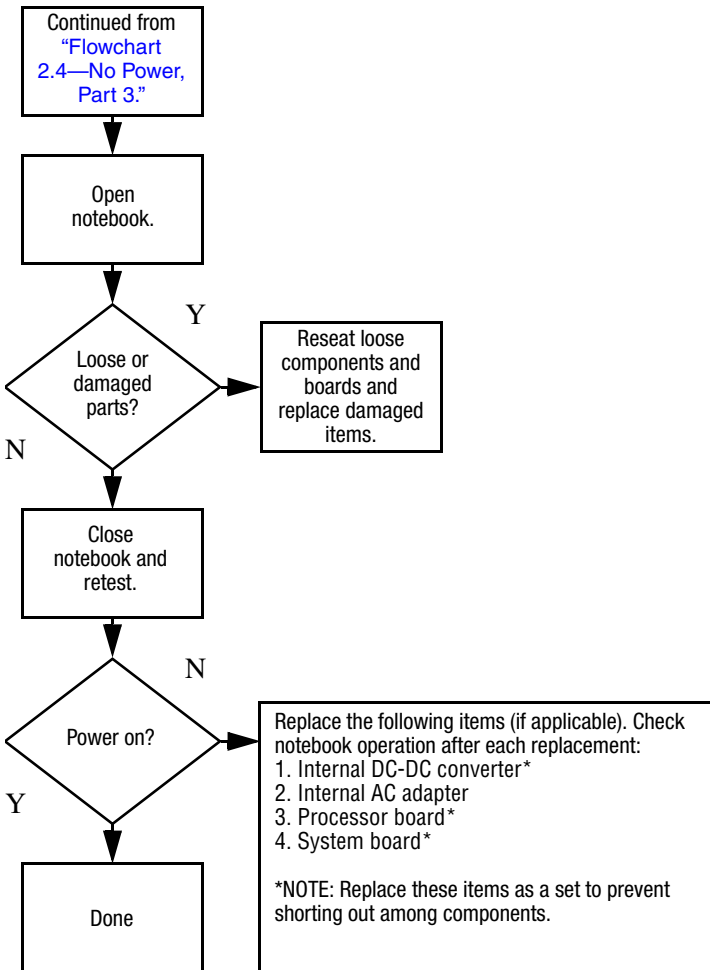 Continued from
“Flowchart
2.4—No Power,
Part 3.”
Open
notebook.
Y
Loose or
damaged
parts?
Reseat loose
components and
boards and
replace damaged
items.
N
Close
notebook and
retest.
N
Power on?
Replace the following items (if applicable). Check
notebook operation after each replacement:
1. Internal DC-DC converter*
2. Internal AC adapter
3. Processor board*
4. System board*
*NOTE: Replace these items as a set to prevent
shorting out among components.
Y
Done